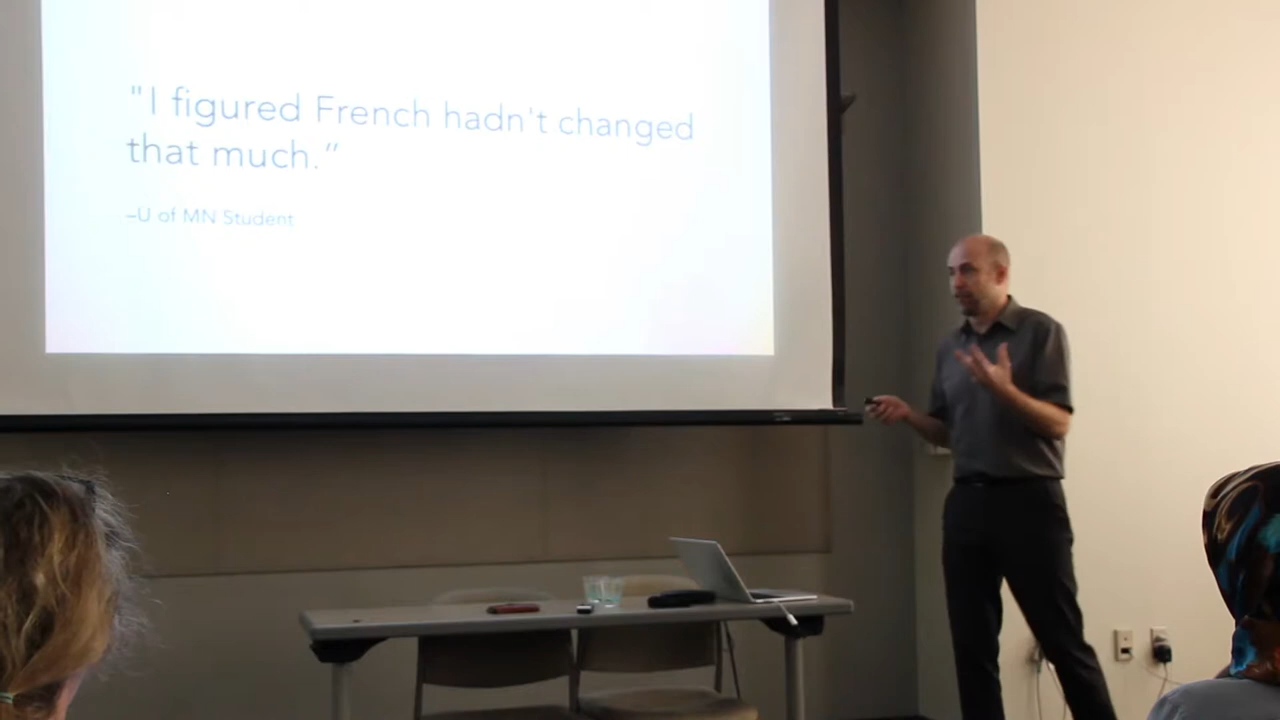 "I figured French hadn't changed
that much.”
–U of MN Student